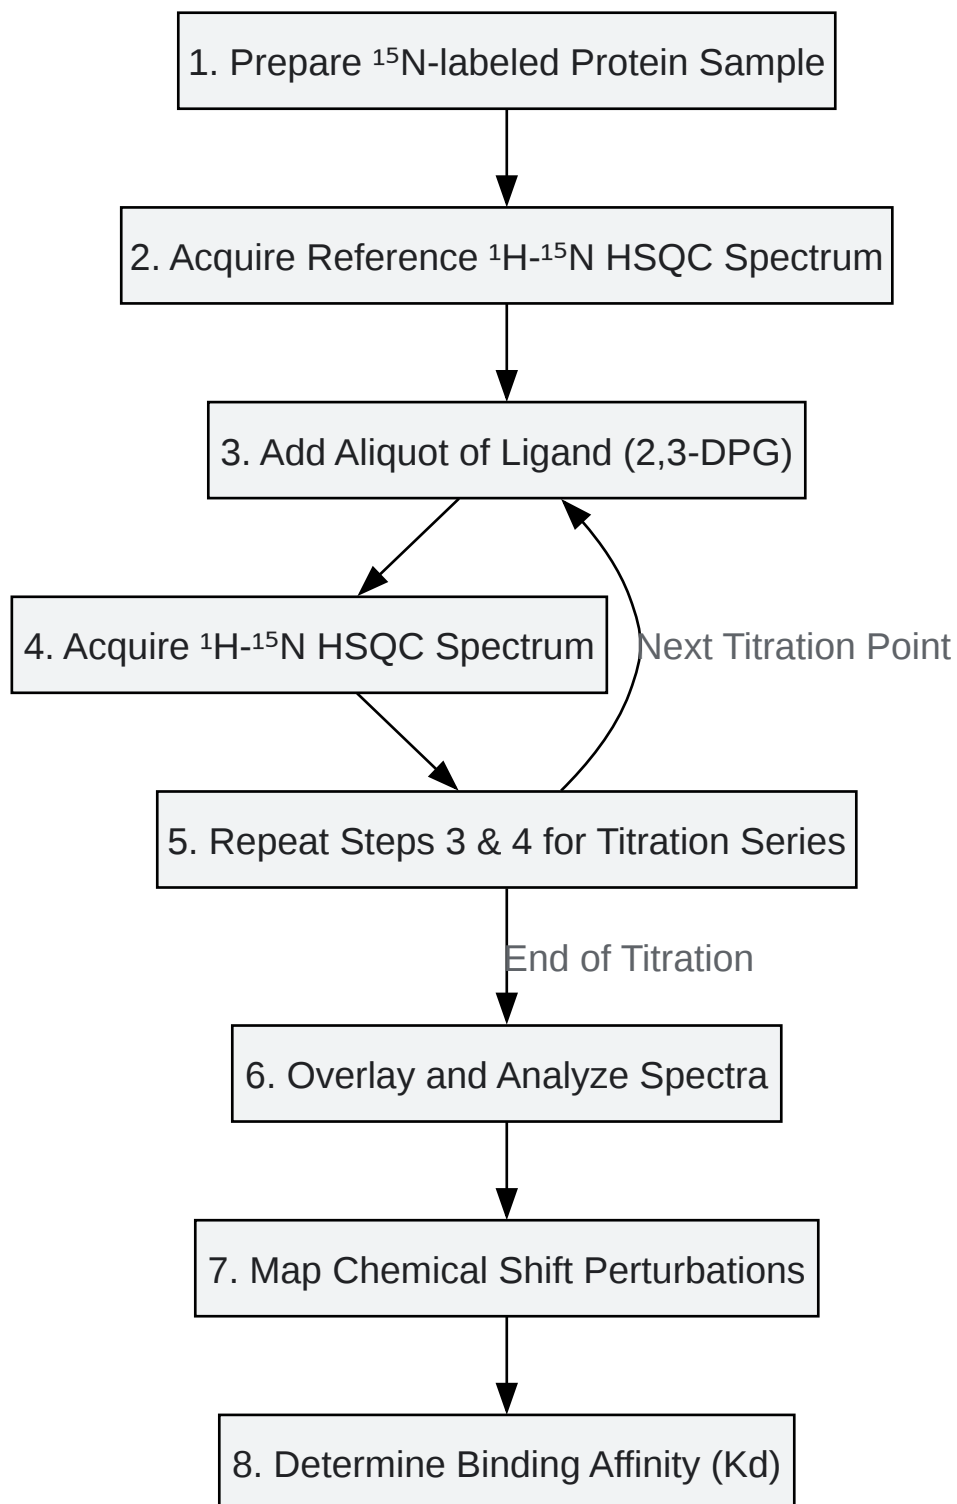 1. Prepare ¹⁵N-labeled Protein Sample
2. Acquire Reference ¹H-¹⁵N HSQC Spectrum
3. Add Aliquot of Ligand (2,3-DPG)
4. Acquire ¹H-¹⁵N HSQC Spectrum
Next Titration Point
5. Repeat Steps 3 & 4 for Titration Series
End of Titration
6. Overlay and Analyze Spectra
7. Map Chemical Shift Perturbations
8. Determine Binding Affinity (Kd)